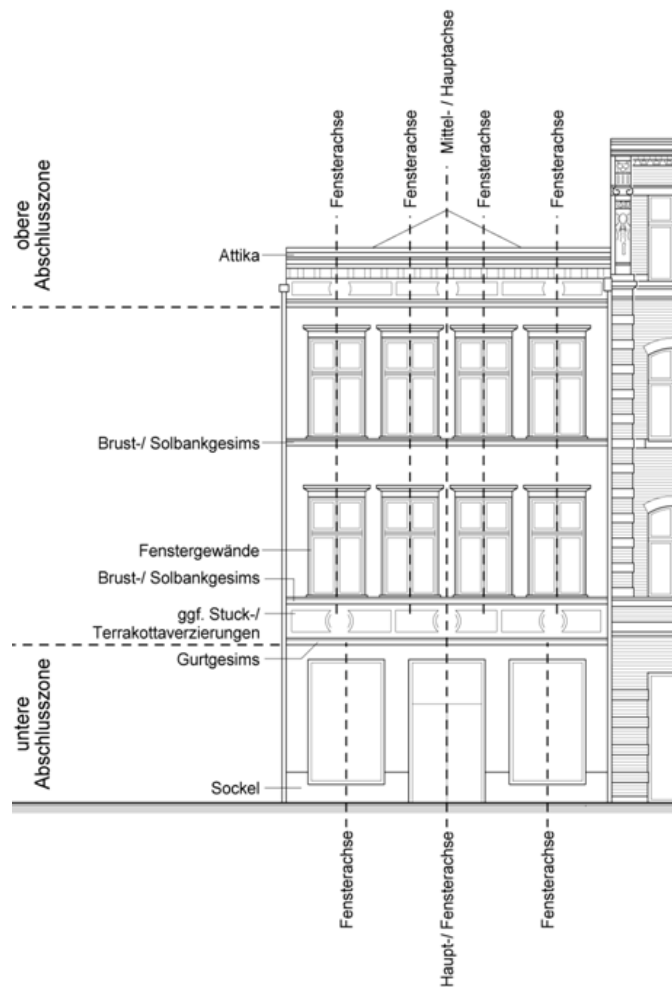 Fensterachse
Fensterachse
Mittel- / Hauptachse
Fensterachse
Fensterachse
obere
Abschlusszone
Attika
Brust-/ Solbankgesims
Fenstergewände
Brust-/ Solbankgesims
ggf. Stuck-/
Terrakottaverzierungen
Gurtgesims
untere
Abschlusszone
Sockel
Fensterachse
Haupt-/ Fensterachse
Fensterachse